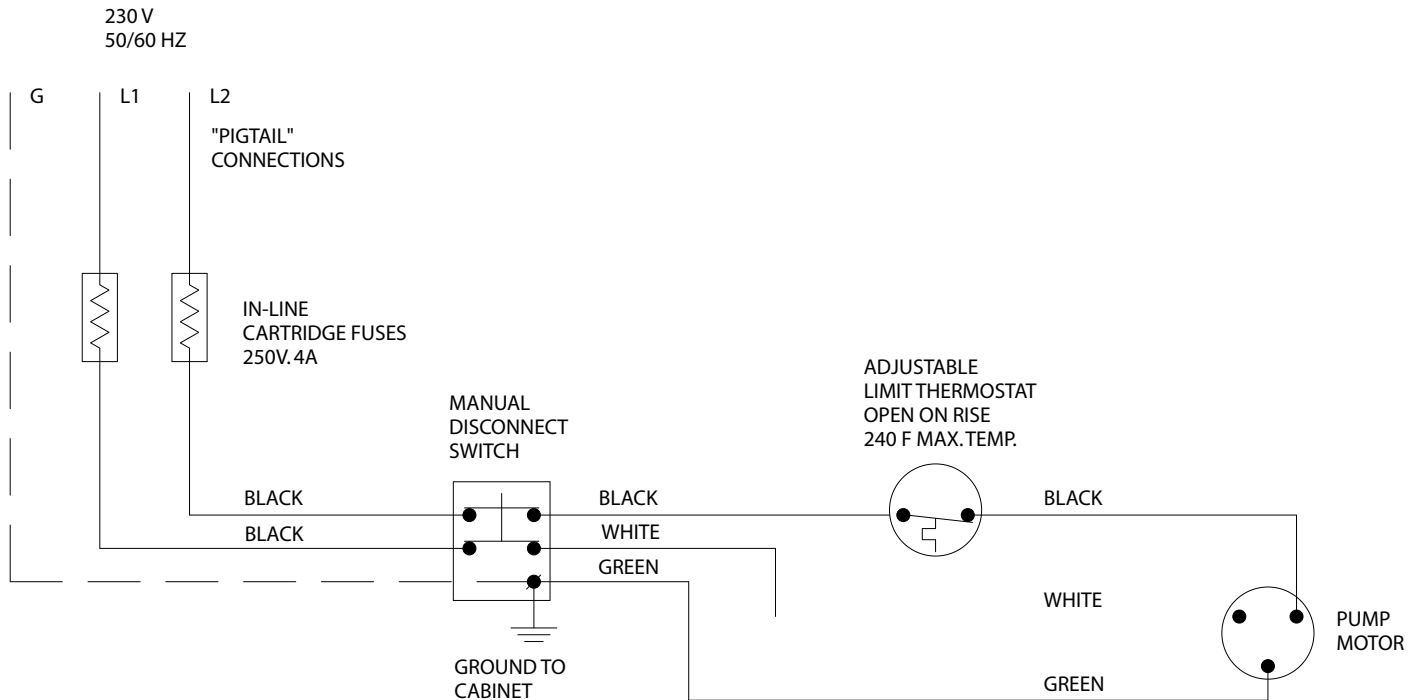 230 V
50/60 HZ
G
L1
L2
"PIGTAIL"
CONNECTIONS
IN-LINE
CARTRIDGE FUSES
250V. 4A
ADJUSTABLE
LIMIT THERMOSTAT
OPEN ON RISE
240 F MAX. TEMP.
MANUAL
DISCONNECT
SWITCH
BLACK
BLACK
BLACK
BLACK
WHITE
GREEN
WHITE
PUMP
MOTOR
GROUND TO
CABINET
GREEN